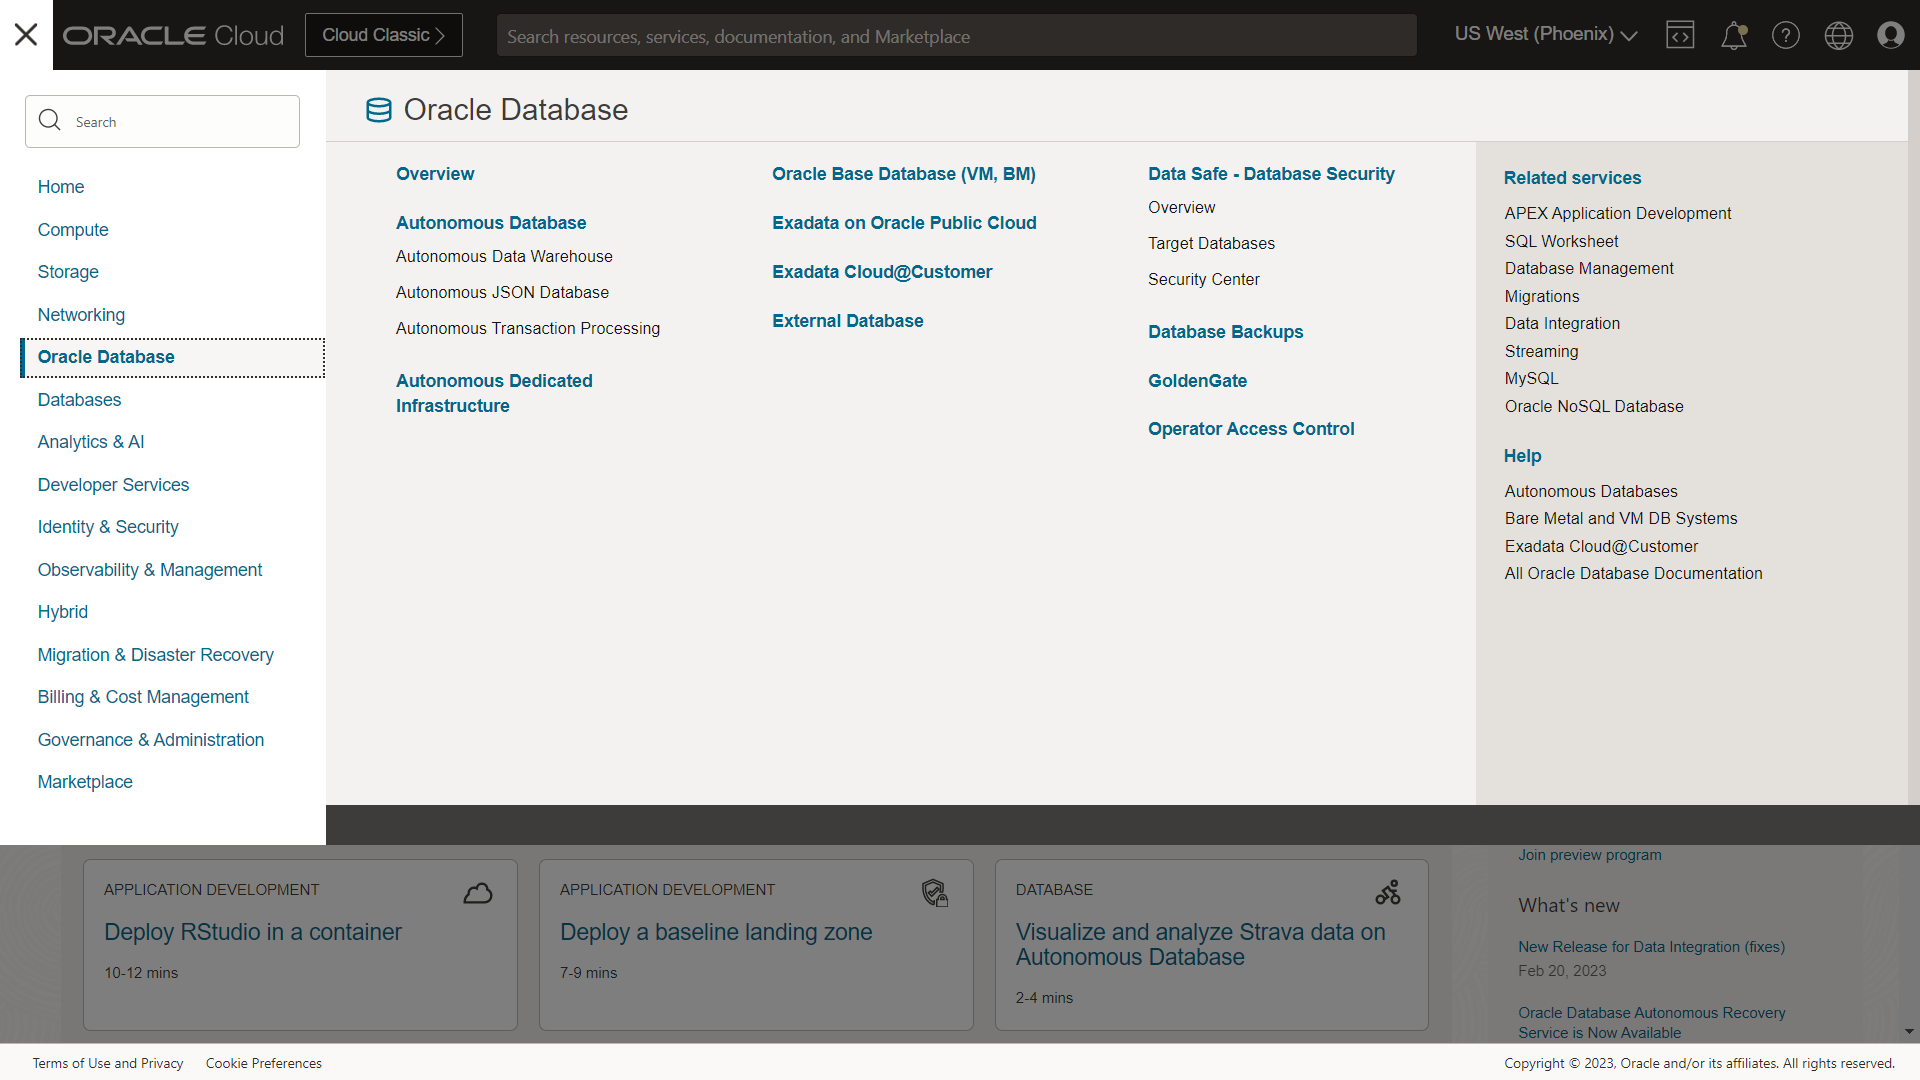 ORACLE Cloud
Cloud Classic
Search resources, services, documentation, and Marketplace
US West (Phoenix)
Search
Home
Compute
Storage
Networking
Oracle Database
Databases
Analytics & AI
Developer Services
Identity & Security
Observability & Management
Hybrid
Migration & Disaster Recovery
Billing & Cost Management
Governance & Administration
Marketplace
Oracle Database
Overview
Autonomous Database
Autonomous Data Warehouse
Autonomous JSON Database
Autonomous Transaction Processing
Autonomous Dedicated
Infrastructure
Oracle Base Database (VM, BM)
Exadata on Oracle Public Cloud
Exadata Cloud@Customer
External Database
Data Safe - Database Security
Overview
Target Databases
Security Center
Database Backups
GoldenGate
Operator Access Control
Related services
APEX Application Development
SQL Worksheet
Database Management
Migrations
Data Integration
Streaming
MySQL
Oracle NoSQL Database
Help
Autonomous Databases
Bare Metal and VM DB Systems
Exadata Cloud@Customer
All Oracle Database Documentation
APPLICATION DEVELOPMENT
Deploy RStudio in a container
10-12 mins
APPLICATION DEVELOPMENT
Deploy a baseline landing zone
7-9 mins
DATABASE
Visualize and analyze Strava data on
Autonomous Database
2-4 mins
Join preview program
What's new
New Release for Data Integration (fixes)
Feb 20, 2023
Oracle Database Autonomous Recovery
Service is Now Available
Terms of Use and Privacy
Cookie Preferences
Copyright © 2023, Oracle and/or its affiliates. All rights reserved.